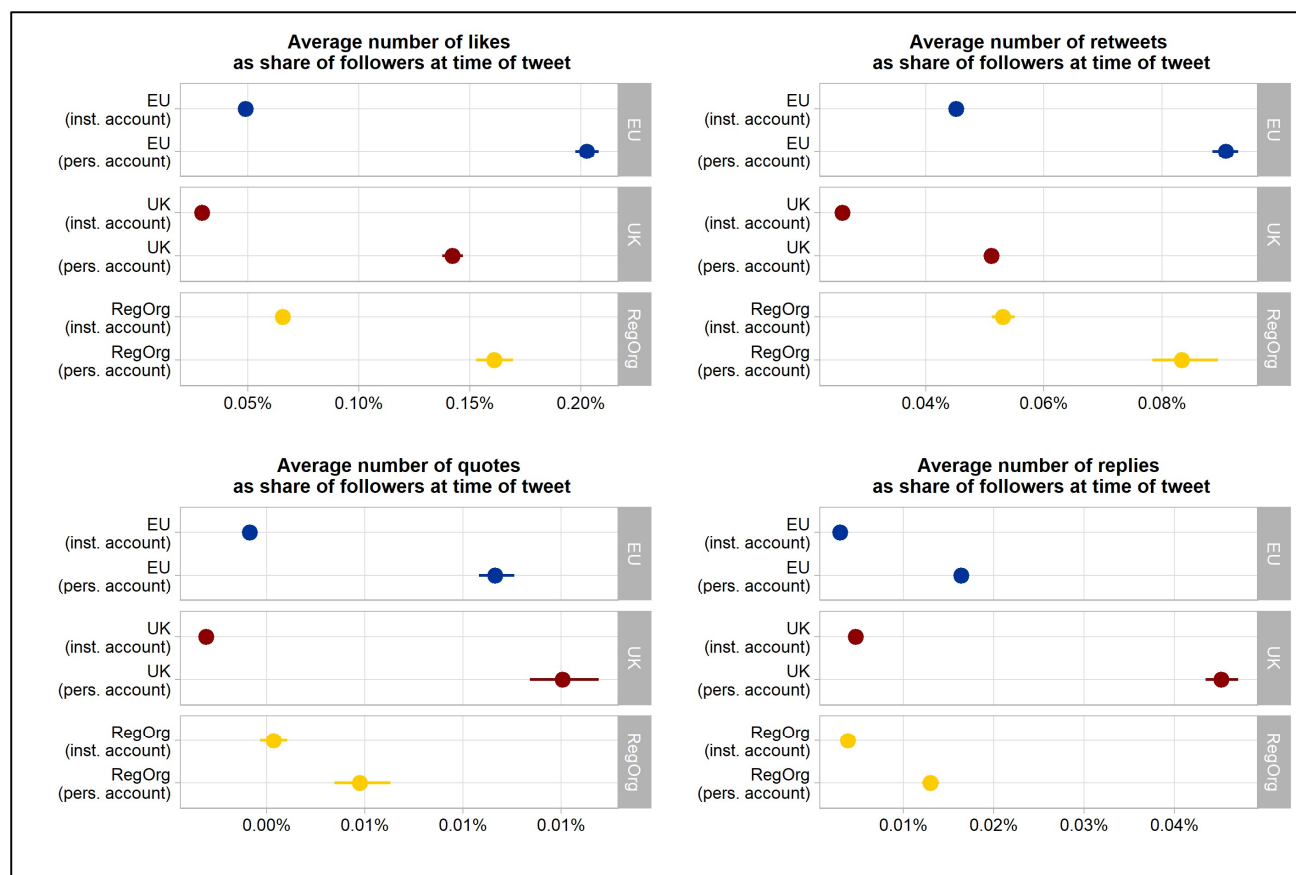 Average number of likes
as share of followers at time of tweet
EU
(inst. account)
EU
(pers. account)
EU
UK
(inst. account)
UK
(pers. account)
UK
RegOrg
(inst. account)
RegOrg
(pers. account)
RegOrg
0.05% 0.10% 0.15% 0.20%
Average number of retweets
as share of followers at time of tweet
EU
(inst. account)
EU
(pers. account)
EU
UK
(inst. account)
UK
(pers. account)
UK
RegOrg
(inst. account)
RegOrg
(pers. account)
RegOrg
0.04% 0.06% 0.08%
Average number of quotes
as share of followers at time of tweet
EU
(inst. account)
EU
(pers. account)
EU
UK
(inst. account)
UK
(pers. account)
UK
RegOrg
(inst. account)
RegOrg
(pers. account)
RegOrg
0.00% 0.01% 0.01% 0.01%
Average number of replies
as share of followers at time of tweet
EU
(inst. account)
EU
(pers. account)
EU
UK
(inst. account)
UK
(pers. account)
UK
RegOrg
(inst. account)
RegOrg
(pers. account)
RegOrg
0.01% 0.02% 0.03% 0.04%